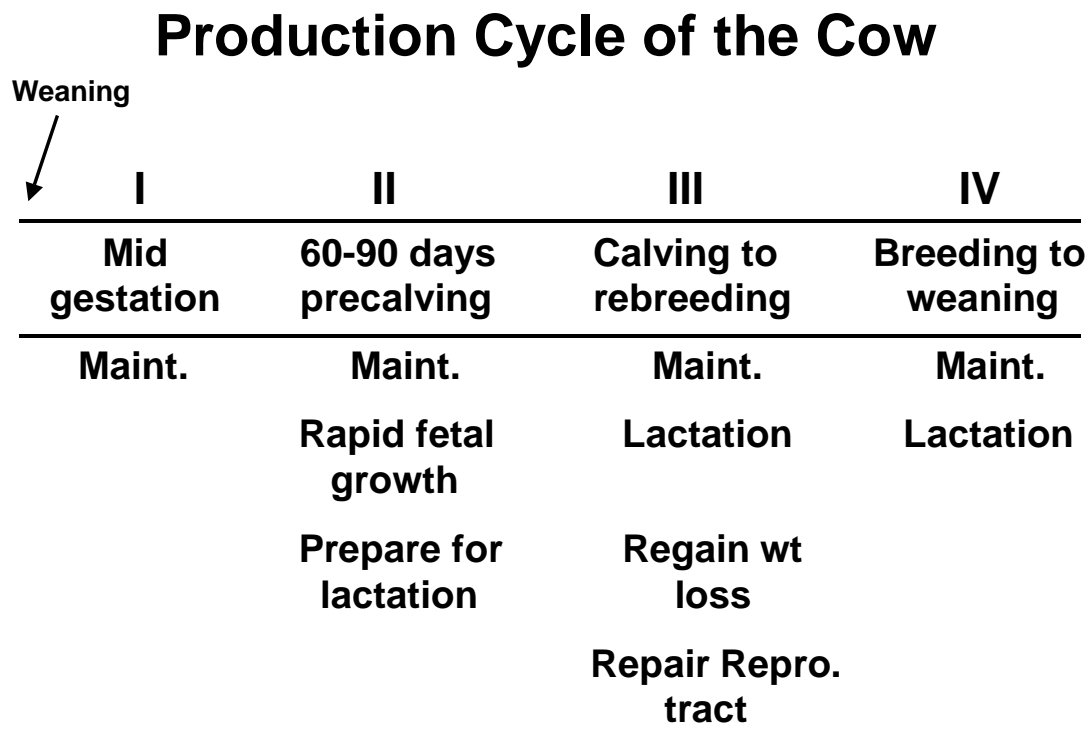 Production Cycle of the Cow
Weaning
I II III IV
Mid 60-90 days Calving to Breeding to
gestation precalving rebreeding weaning
Maint. Maint. Maint. Maint.
Rapid fetal Lactation Lactation
growth
Prepare for Regain wt
lactation loss
Repair Repro.
tract